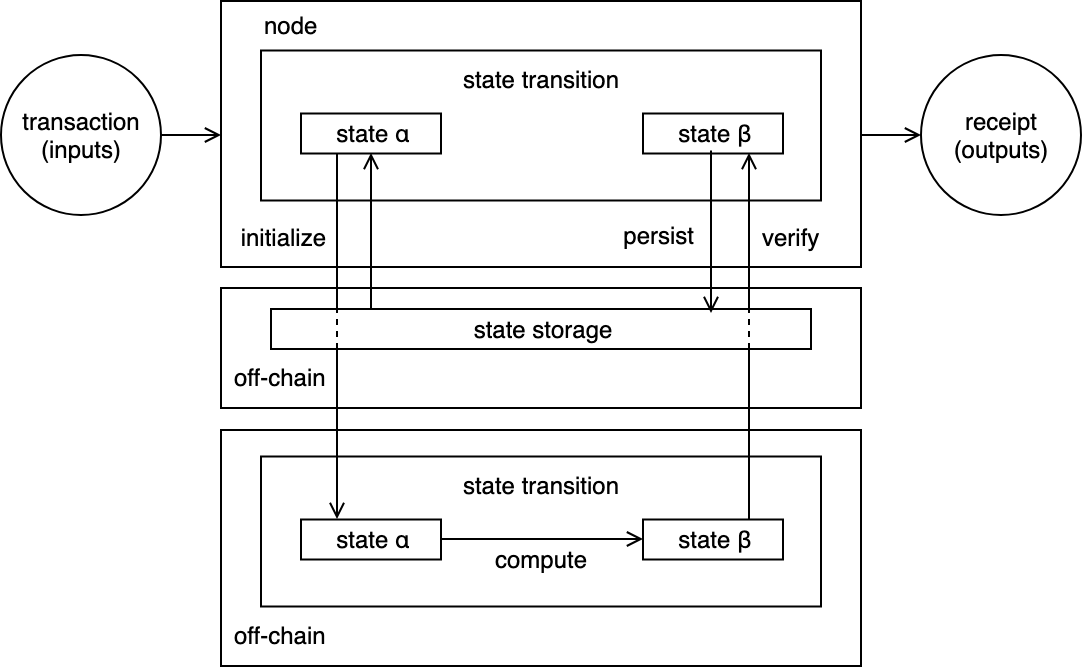 node
state transition
transaction
(inputs)
state α
state β
receipt
(outputs)
initialize
persist
verify
state storage
off-chain
state transition
state α
compute
state β
off-chain